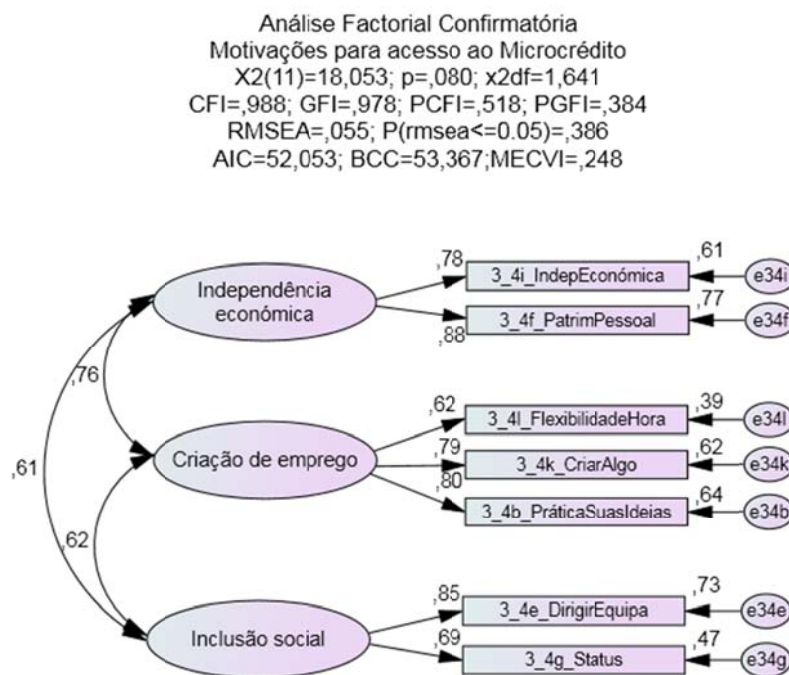 Análise Factorial Confirmatória
Motivações para acesso ao Microcrédito
X2(11)=18,053; p=,080; x2df=1,641
CFI=,988; GFI=,978; PCFI=,518; PGFI=,384
RMSEA=,055; P(rmsea<=0.05)=,386
AIC=52,053; BCC=53,367;MECVI=,248
Independência
económica
,78
3_4i_IndepEconómica
,61
e34i
,88
3_4f_PatrimPessoal
,77
e34f
,76
,61
,62
Criação de emprego
,62
3_4l_FlexibilidadeHora
,39
e34l
,79
3_4k_CriarAlgo
,62
e34k
,80
3_4b_PráticaSuasIdeias
,64
e34b
Inclusão social
,85
3_4e_DirigirEquipa
,73
e34e
,69
3_4g_Status
,47
e34g